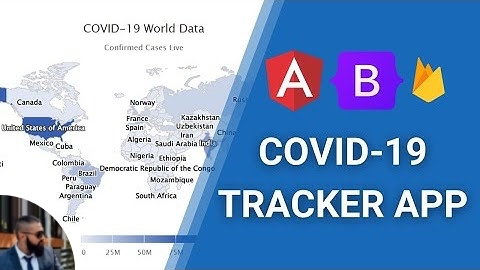 COVID-19 World Data
Confirmed Cases Live
Canada
United States of America
Mexico
Cuba
Colombia
Brazil
Peru
Paraguay
Argentina
Chile
Norway
France
Spain
Algeria
Nigeria
Ethiopia
Democratic Republic of the Congo
Mozambique
South Africa
Kazakhstan
Uzbekistan
Iran
Saudi Arabia
India
0
25M
50M
75M
A
B
COVID-19
TRACKER APP